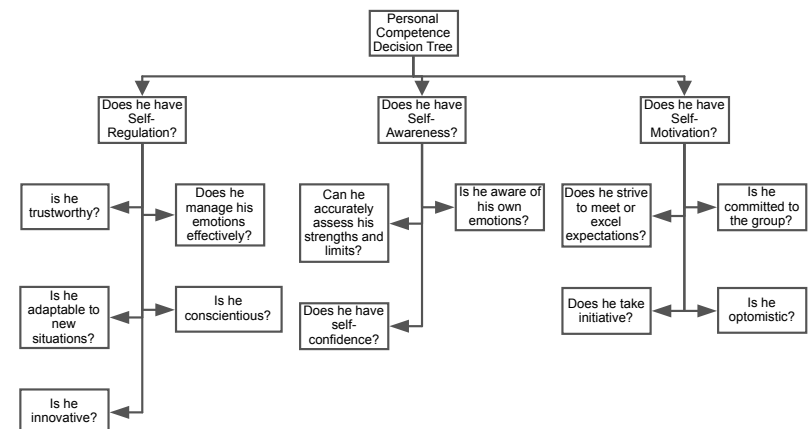 Personal
Competence
Decision Tree
Does he have
Self-
Regulation?
Does he have
Self-
Awareness?
Does he have
Self-
Motivation?
is he
trustworthy?
Does he
manage his
emotions
effectively?
Can he
accurately
assess his
strengths and
limits?
Is he aware of
his own
emotions?
Does he strive
to meet or
excel
expectations?
Is he
committed to
the group?
Is he
adaptable to
new
situations?
Is he
conscientious?
Does he have
self-
confidence?
Does he take
initiative?
Is he
optomistic?
Is he
innovative?